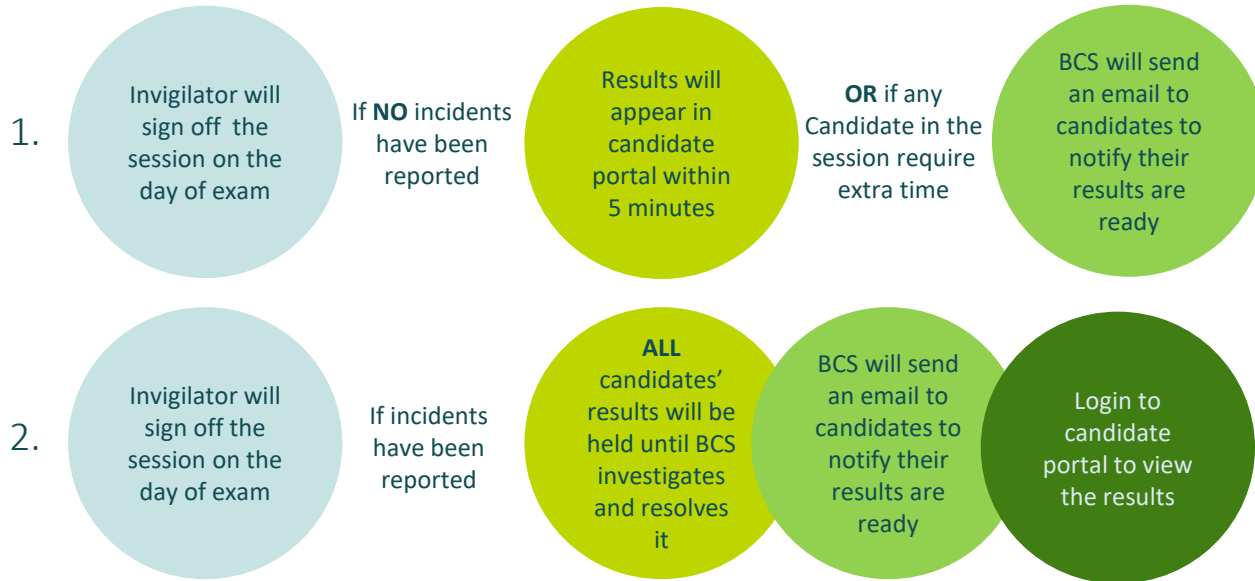 1.
Invigilator will
sign off the
session on the
day of exam
If NO incidents
have been
reported
Results will
appear in
candidate
portal within
5 minutes
OR if any
Candidate in the
session require
extra time
BCS will send
an email to
candidates to
notify their
results are
ready
2.
Invigilator will
sign off the
session on the
day of exam
If incidents
have been
reported
ALL
candidates’
results will be
held until BCS
investigates
and resolves
it
BCS will send
an email to
candidates to
notify their
results are
ready
Login to
candidate
portal to view
the results